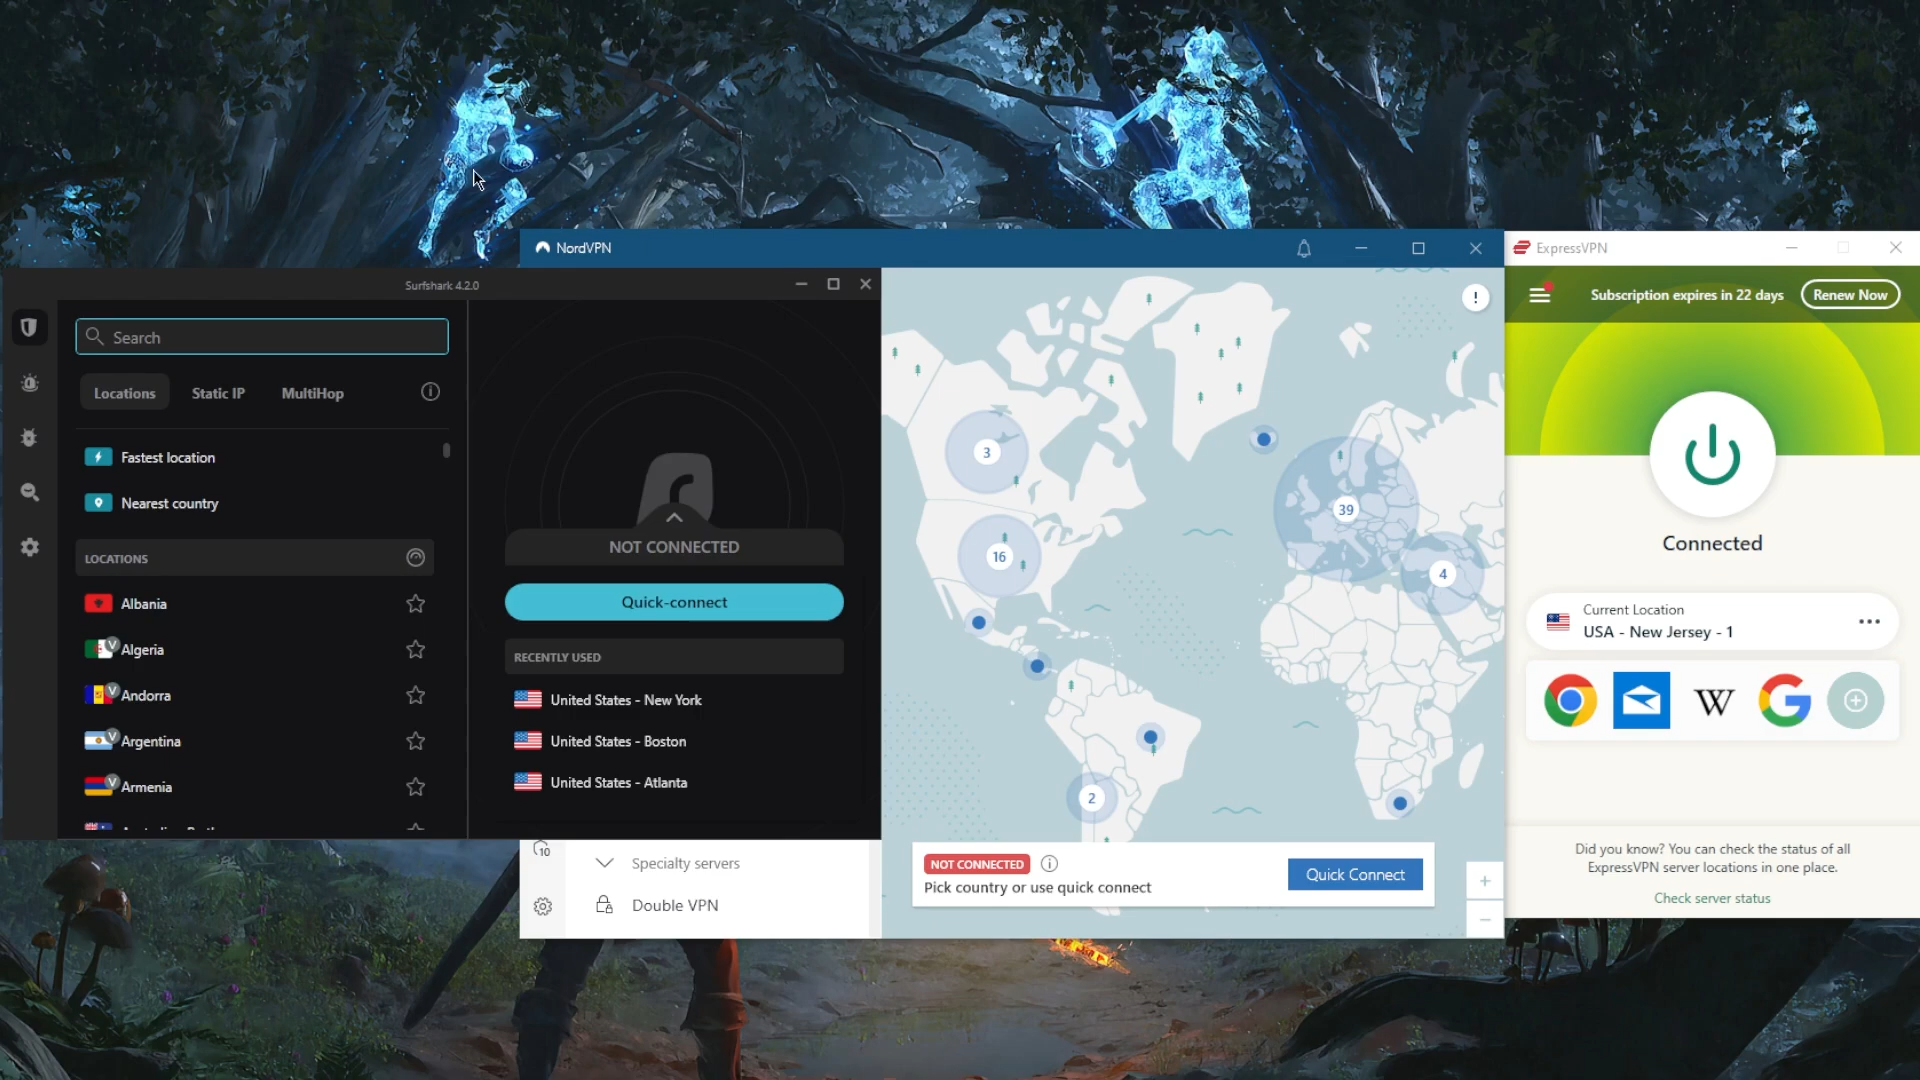 NordVPN
ExpressVPN
Surfshark 4.2.0
Subscription expires in 22 days
Renew Now
!
Search
Locations
Static IP
MultiHop
Fastest location
Nearest country
LOCATIONS
Albania
V Algeria
V Andorra
V Argentina
V Armenia
NOT CONNECTED
Quick-connect
RECENTLY USED
United States - New York
United States - Boston
United States - Atlanta
3
16
39
4
2
10
Specialty servers
Double VPN
NOT CONNECTED
Pick country or use quick connect
Quick Connect
+
−
Connected
Current Location
USA - New Jersey - 1
W
G
Did you know? You can check the status of all
ExpressVPN server locations in one place.
Check server status